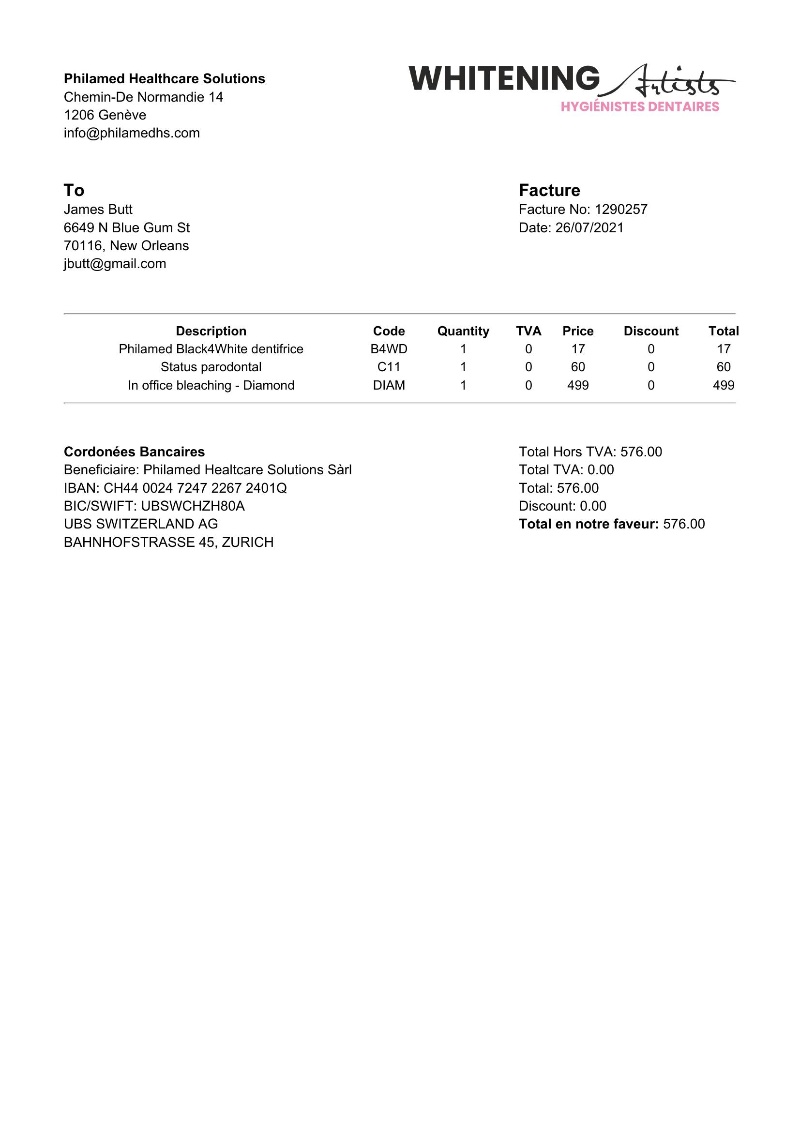 Philamed Healthcare Solutions
Chemin-De Normandie 14
1206 Genève
info@philamedhs.com
WHITENING Artists
HYGIÉNISTES DENTAIRES
To
James Butt
6649 N Blue Gum St
70116, New Orleans
jbutt@gmail.com
Facture
Facture No: 1290257
Date: 26/07/2021
Description Code Quantity TVA Price Discount Total
Philamed Black4White dentifrice B4WD 1 0 17 0 17
Status parodontal C11 1 0 60 0 60
In office bleaching - Diamond DIAM 1 0 499 0 499
Cordonées Bancaires
Beneficiaire: Philamed Healtcare Solutions Sàrl
IBAN: CH44 0024 7247 2267 2401Q
BIC/SWIFT: UBSWCHZH80A
UBS SWITZERLAND AG
BAHNHOFSTRASSE 45, ZURICH
Total Hors TVA: 576.00
Total TVA: 0.00
Total: 576.00
Discount: 0.00
Total en notre faveur: 576.00